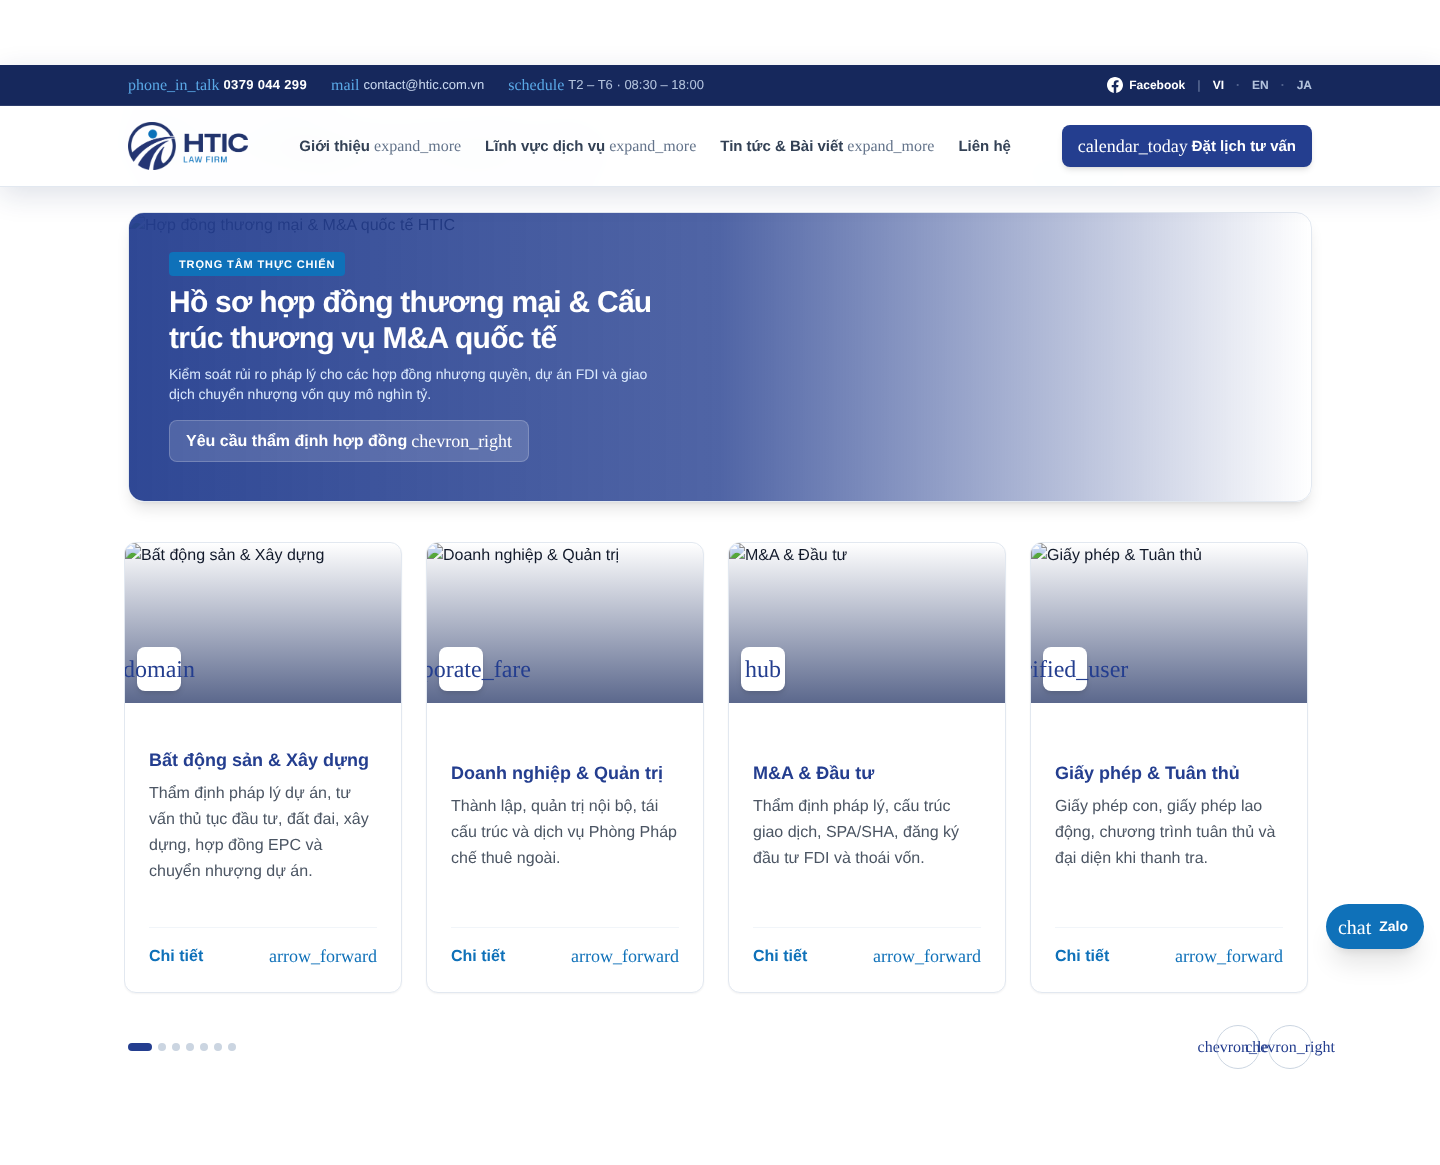 phone_in_talk 0379 044 299 mail contact@htic.com.vn schedule T2 – T6 · 08:30 – 18:00 Facebook | VI · EN · JA
HTIC
LAW FIRM
Giới thiệu expand_more Lĩnh vực dịch vụ expand_more Tin tức & Bài viết expand_more Liên hệ calendar_today Đặt lịch tư vấn
Hợp đồng thương mại & M&A quốc tế HTIC
TRỌNG TÂM THỰC CHIẾN
Hồ sơ hợp đồng thương mại & Cấu
trúc thương vụ M&A quốc tế
Kiểm soát rủi ro pháp lý cho các hợp đồng nhượng quyền, dự án FDI và giao
dịch chuyển nhượng vốn quy mô nghìn tỷ.
Yêu cầu thẩm định hợp đồng chevron_right
Bất động sản & Xây dựng
domain
Bất động sản & Xây dựng
Thẩm định pháp lý dự án, tư
vấn thủ tục đầu tư, đất đai, xây
dựng, hợp đồng EPC và
chuyển nhượng dự án.
Chi tiết arrow_forward
Doanh nghiệp & Quản trị
porate_fare
Doanh nghiệp & Quản trị
Thành lập, quản trị nội bộ, tái
cấu trúc và dịch vụ Phòng Pháp
chế thuê ngoài.
Chi tiết arrow_forward
M&A & Đầu tư
hub
M&A & Đầu tư
Thẩm định pháp lý, cấu trúc
giao dịch, SPA/SHA, đăng ký
đầu tư FDI và thoái vốn.
Chi tiết arrow_forward
Giấy phép & Tuân thủ
rified_user
Giấy phép & Tuân thủ
Giấy phép con, giấy phép lao
động, chương trình tuân thủ và
đại diện khi thanh tra.
Chi tiết arrow_forward
chat Zalo
chevron_right